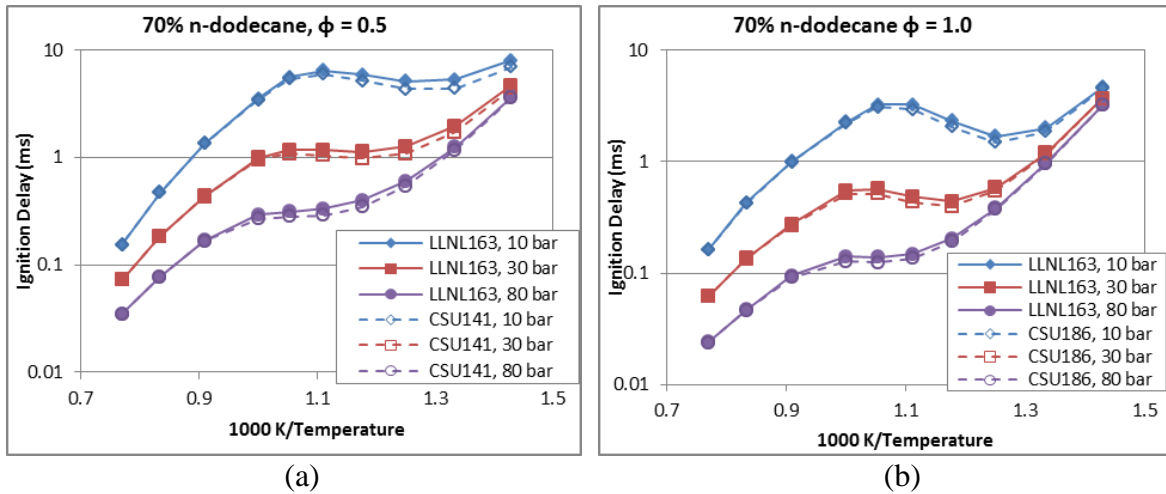 70% n-dodecane, ϕ = 0.5
10
1
0.1
0.01
Ignition Delay (ms)
0.7
0.9
1.1
1.3
1.5
1000 K/Temperature
LLNL163, 10 bar
LLNL163, 30 bar
LLNL163, 80 bar
CSU141, 10 bar
CSU141, 30 bar
CSU141, 80 bar
(a)
70% n-dodecane ϕ = 1.0
10
1
0.1
0.01
Ignition Delay (ms)
0.7
0.9
1.1
1.3
1.5
1000 K/Temperature
LLNL163, 10 bar
LLNL163, 30 bar
LLNL163, 80 bar
CSU186, 10 bar
CSU186, 30 bar
CSU186, 80 bar
(b)